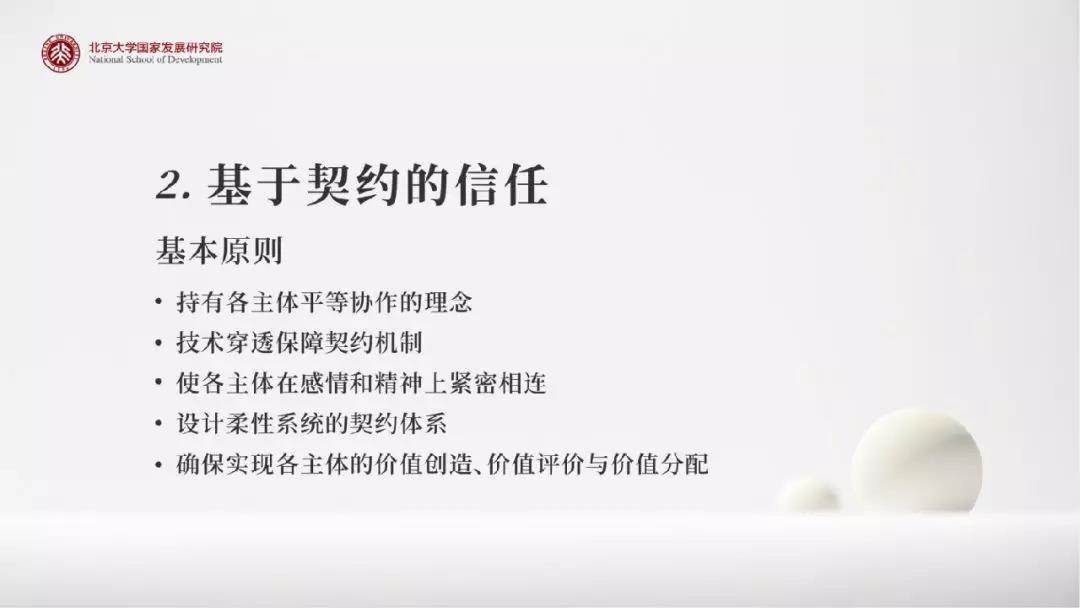 北京大学国家发展研究院
National School of Development
2. 基于契约的信任
基本原则
• 持有各主体平等协作的理念
• 技术穿透保障契约机制
• 使各主体在感情和精神上紧密相连
• 设计柔性系统的契约体系
• 确保实现各主体的价值创造、价值评价与价值分配